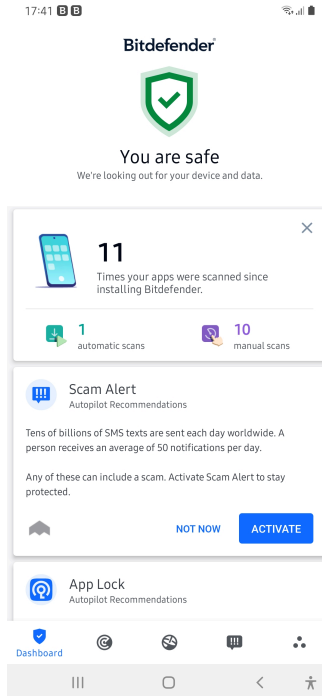 17:41 B B
Bitdefender
You are safe
We're looking out for your device and data.
11
Times your apps were scanned since
installing Bitdefender.
1
automatic scans
10
manual scans
Scam Alert
Autopilot Recommendations
Tens of billions of SMS texts are sent each day worldwide. A
person receives an average of 50 notifications per day.
Any of these can include a scam. Activate Scam Alert to stay
protected.
NOT NOW
ACTIVATE
App Lock
Autopilot Recommendations
Dashboard